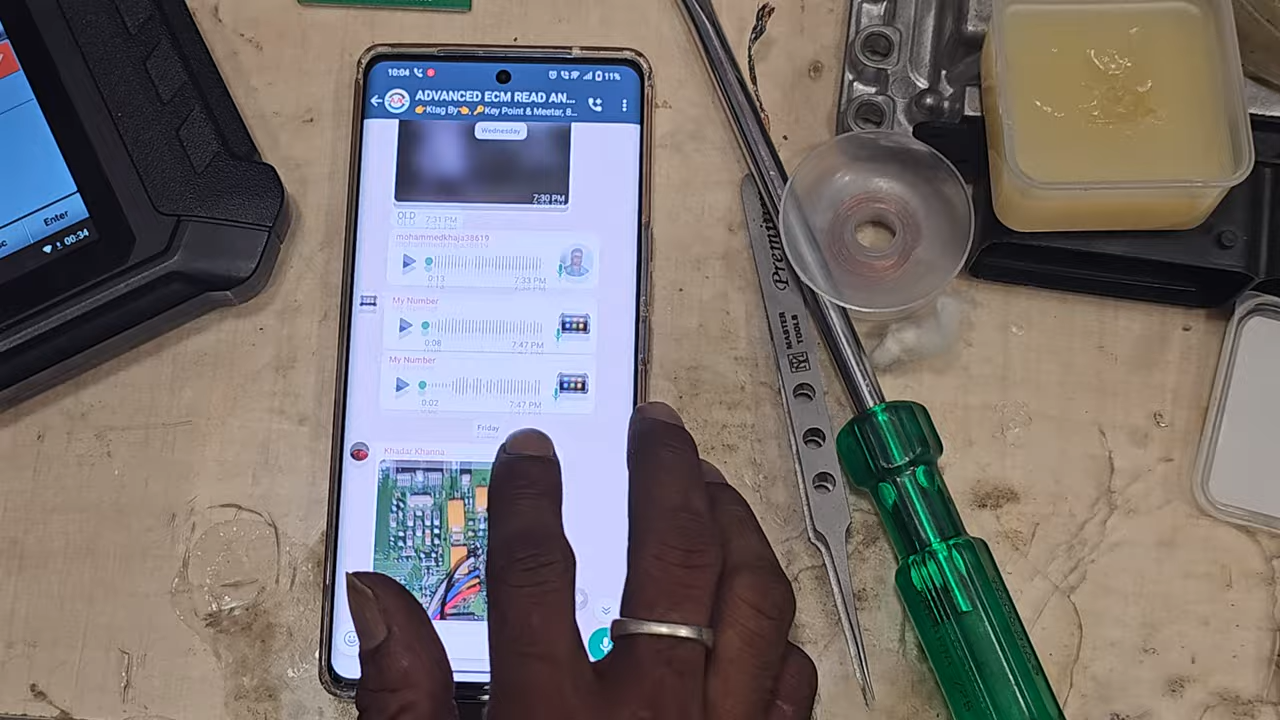 10:04
11%
ADVANCED ECM READ AN...
👉Ktag By👈, 🔑Key Point & Meetar, 8...
Wednesday
7:30 PM
OLD 7:31 PM
mohammedkhaja38619
0:13 7:33 PM
My Number
0:08 7:47 PM
My Number
0:02 7:47 PM
Friday
Khadar Khanna
Enter
00:34
Premium
MASTER
TOOLS